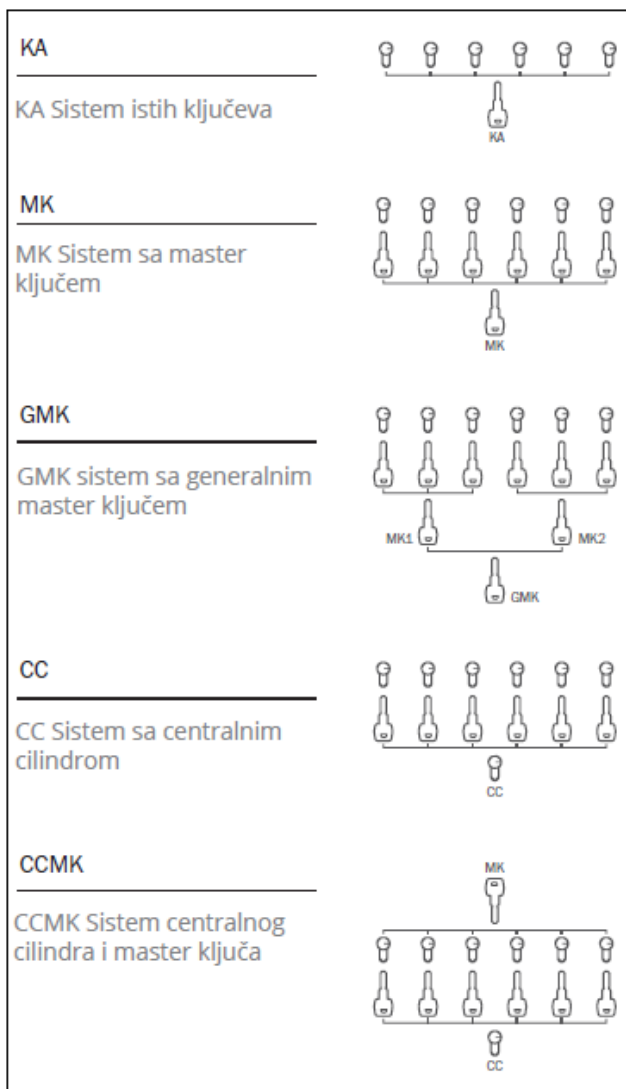 KA
KA Sistem istih ključeva
KA
MK
MK Sistem sa master
ključem
MK
GMK
GMK sistem sa generalnim
master ključem
MK1
MK2
GMK
CC
CC Sistem sa centralnim
cilindrom
CC
CCMK
CCMK Sistem centralnog
cilindra i master ključa
MK
CC